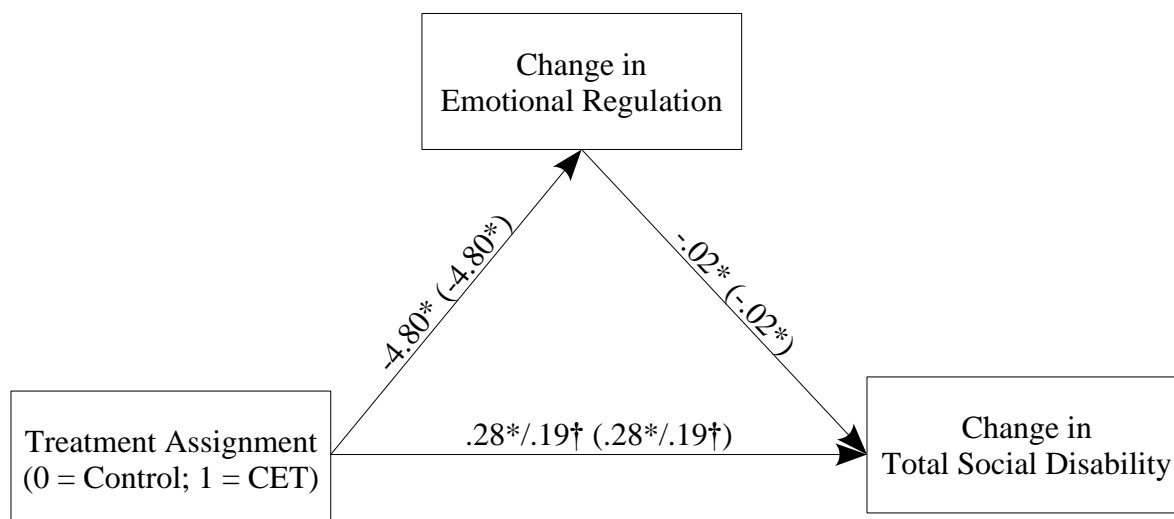 Change in
Emotional Regulation
-4.80* (-4.80*)
-.02* (-.02*)
Treatment Assignment
(0 = Control; 1 = CET)
.28*/.19† (.28*/.19†)
Change in
Total Social Disability